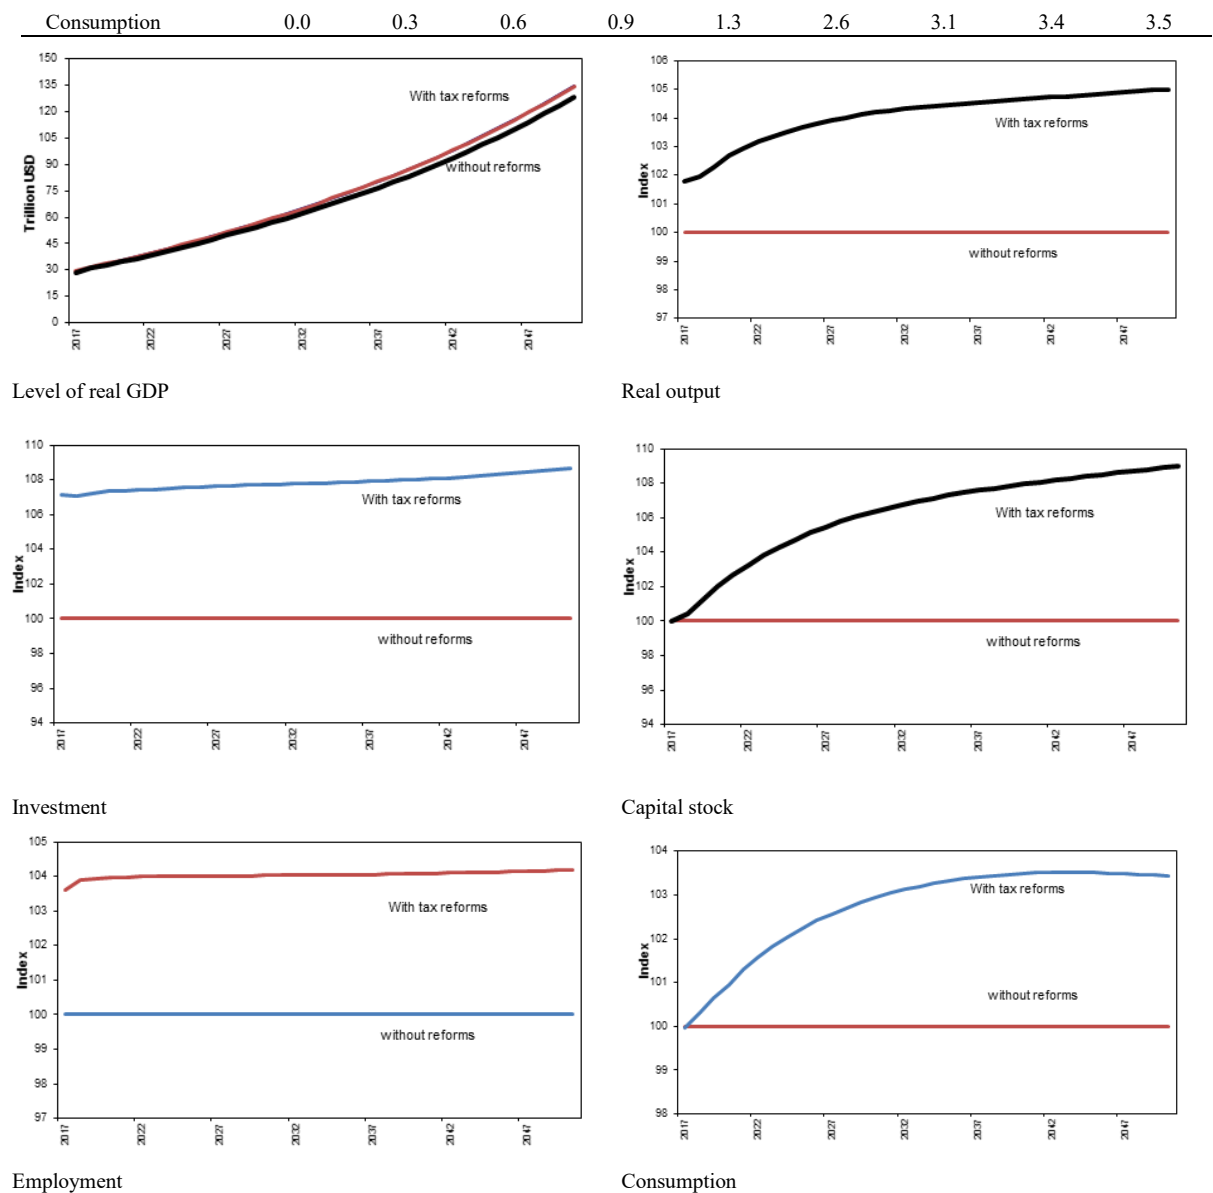 Consumption 0.0 0.3 0.6 0.9 1.3 2.6 3.1 3.4 3.5
150
135
120
105
90
75
60
45
30
15
0
Trillion USD
With tax reforms
without reforms
2017 2022 2027 2032 2037 2042 2047
Level of real GDP
106
105
104
103
102
101
100
99
98
97
Index
With tax reforms
without reforms
2017 2022 2027 2032 2037 2042 2047
Real output
110
108
106
104
102
100
98
96
94
Index
With tax reforms
without reforms
2017 2022 2027 2032 2037 2042 2047
Investment
110
108
106
104
102
100
98
96
94
Index
With tax reforms
without reforms
2017 2022 2027 2032 2037 2042 2047
Capital stock
105
104
103
102
101
100
99
98
97
Index
With tax reforms
without reforms
2017 2022 2027 2032 2037 2042 2047
Employment
104
103
102
101
100
99
98
Index
With tax reforms
without reforms
2017 2022 2027 2032 2037 2042 2047
Consumption